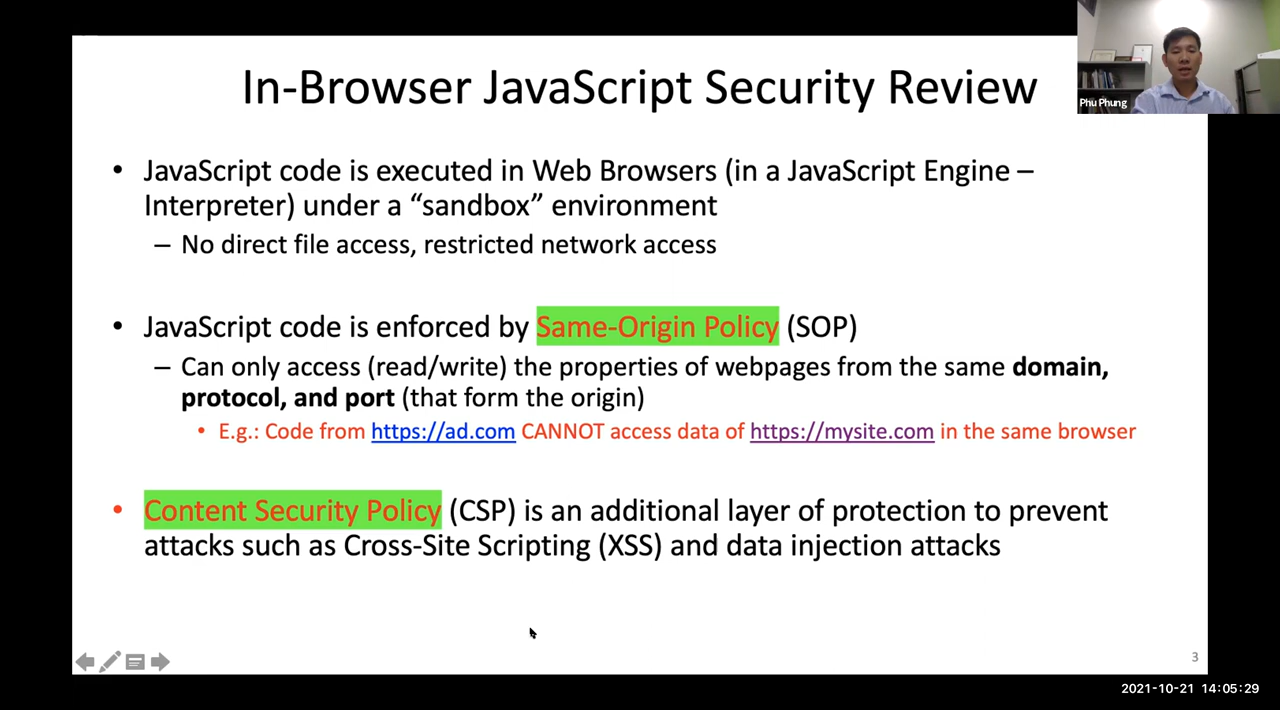 In-Browser JavaScript Security Review
Phu Phung
• JavaScript code is executed in Web Browsers (in a JavaScript Engine –
Interpreter) under a “sandbox” environment
– No direct file access, restricted network access
• JavaScript code is enforced by Same-Origin Policy (SOP)
– Can only access (read/write) the properties of webpages from the same domain,
protocol, and port (that form the origin)
• E.g.: Code from https://ad.com CANNOT access data of https://mysite.com in the same browser
• Content Security Policy (CSP) is an additional layer of protection to prevent
attacks such as Cross-Site Scripting (XSS) and data injection attacks
3
2021-10-21 14:05:29